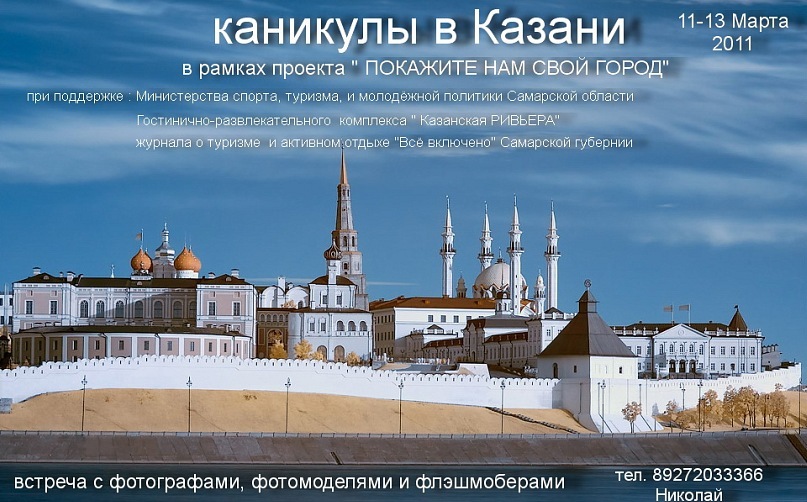 каникулы в Казани
11-13 Марта
2011
в рамках проекта " ПОКАЖИТЕ НАМ СВОЙ ГОРОД"
при поддержке : Министерства спорта, туризма, и молодёжной политики Самарской области
Гостинично-развлекательного комплекса " Казанская РИВЬЕРА"
журнала о туризме и активном отдыхе "Всё включено" Самарской губернии
встреча с фотографами, фотомоделями и флэшмоберами
тел. 89272033366
Николай